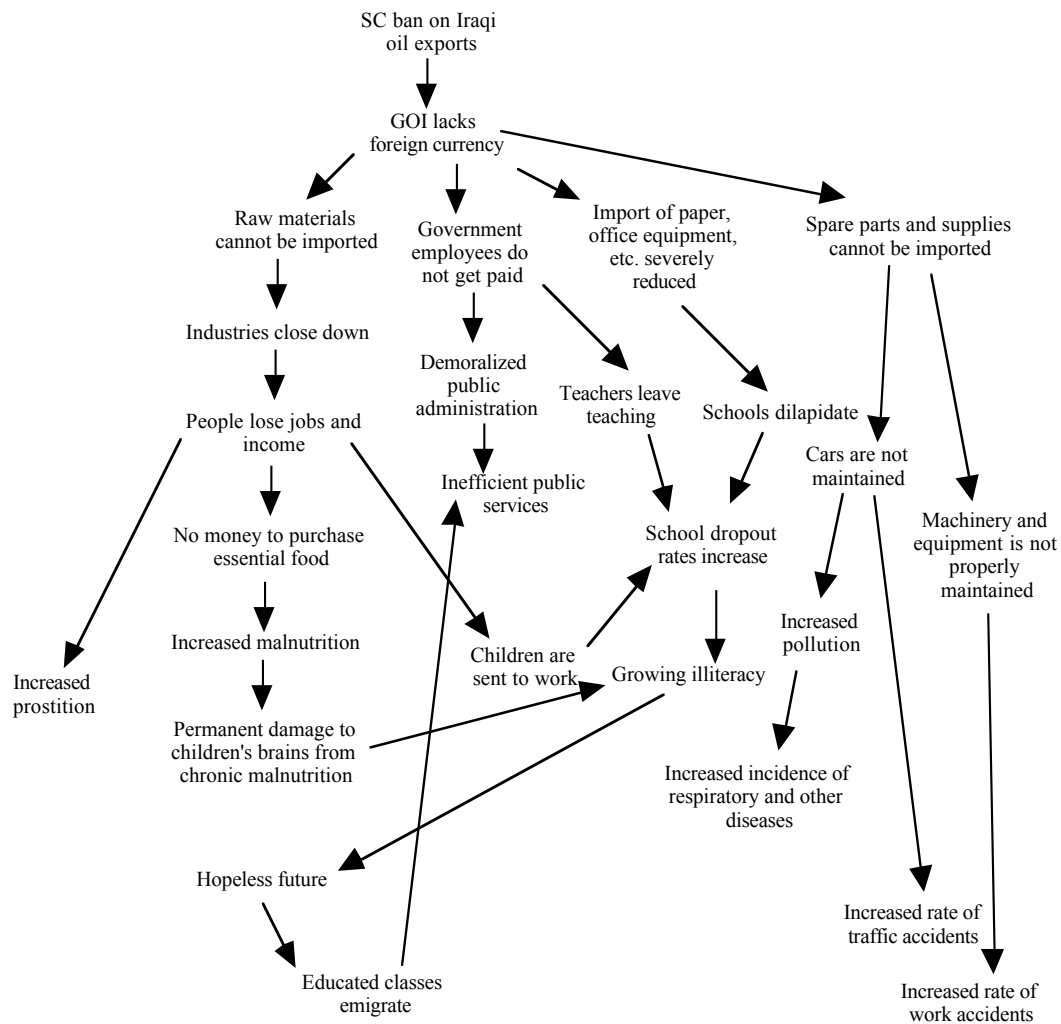 SC ban on Iraqi
oil exports
GOI lacks
foreign currency
Raw materials
cannot be imported
Government
employees do
not get paid
Import of paper,
office equipment,
etc. severely
reduced
Spare parts and supplies
cannot be imported
Industries close down
Demoralized
public
administration
Teachers leave
teaching
Schools dilapidate
People lose jobs and
income
Cars are not
maintained
Inefficient public
services
No money to purchase
essential food
School dropout
rates increase
Machinery and
equipment is not
properly
maintained
Increased malnutrition
Children are
sent to work
Growing illiteracy
Increased
pollution
Increased
prostition
Permanent damage to
children's brains from
chronic malnutrition
Increased incidence of
respiratory and other
diseases
Hopeless future
Increased rate of
traffic accidents
Educated classes
emigrate
Increased rate of
work accidents